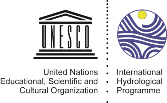 UNESCO
United Nations
Educational, Scientific and
Cultural Organization
International
Hydrological
Programme